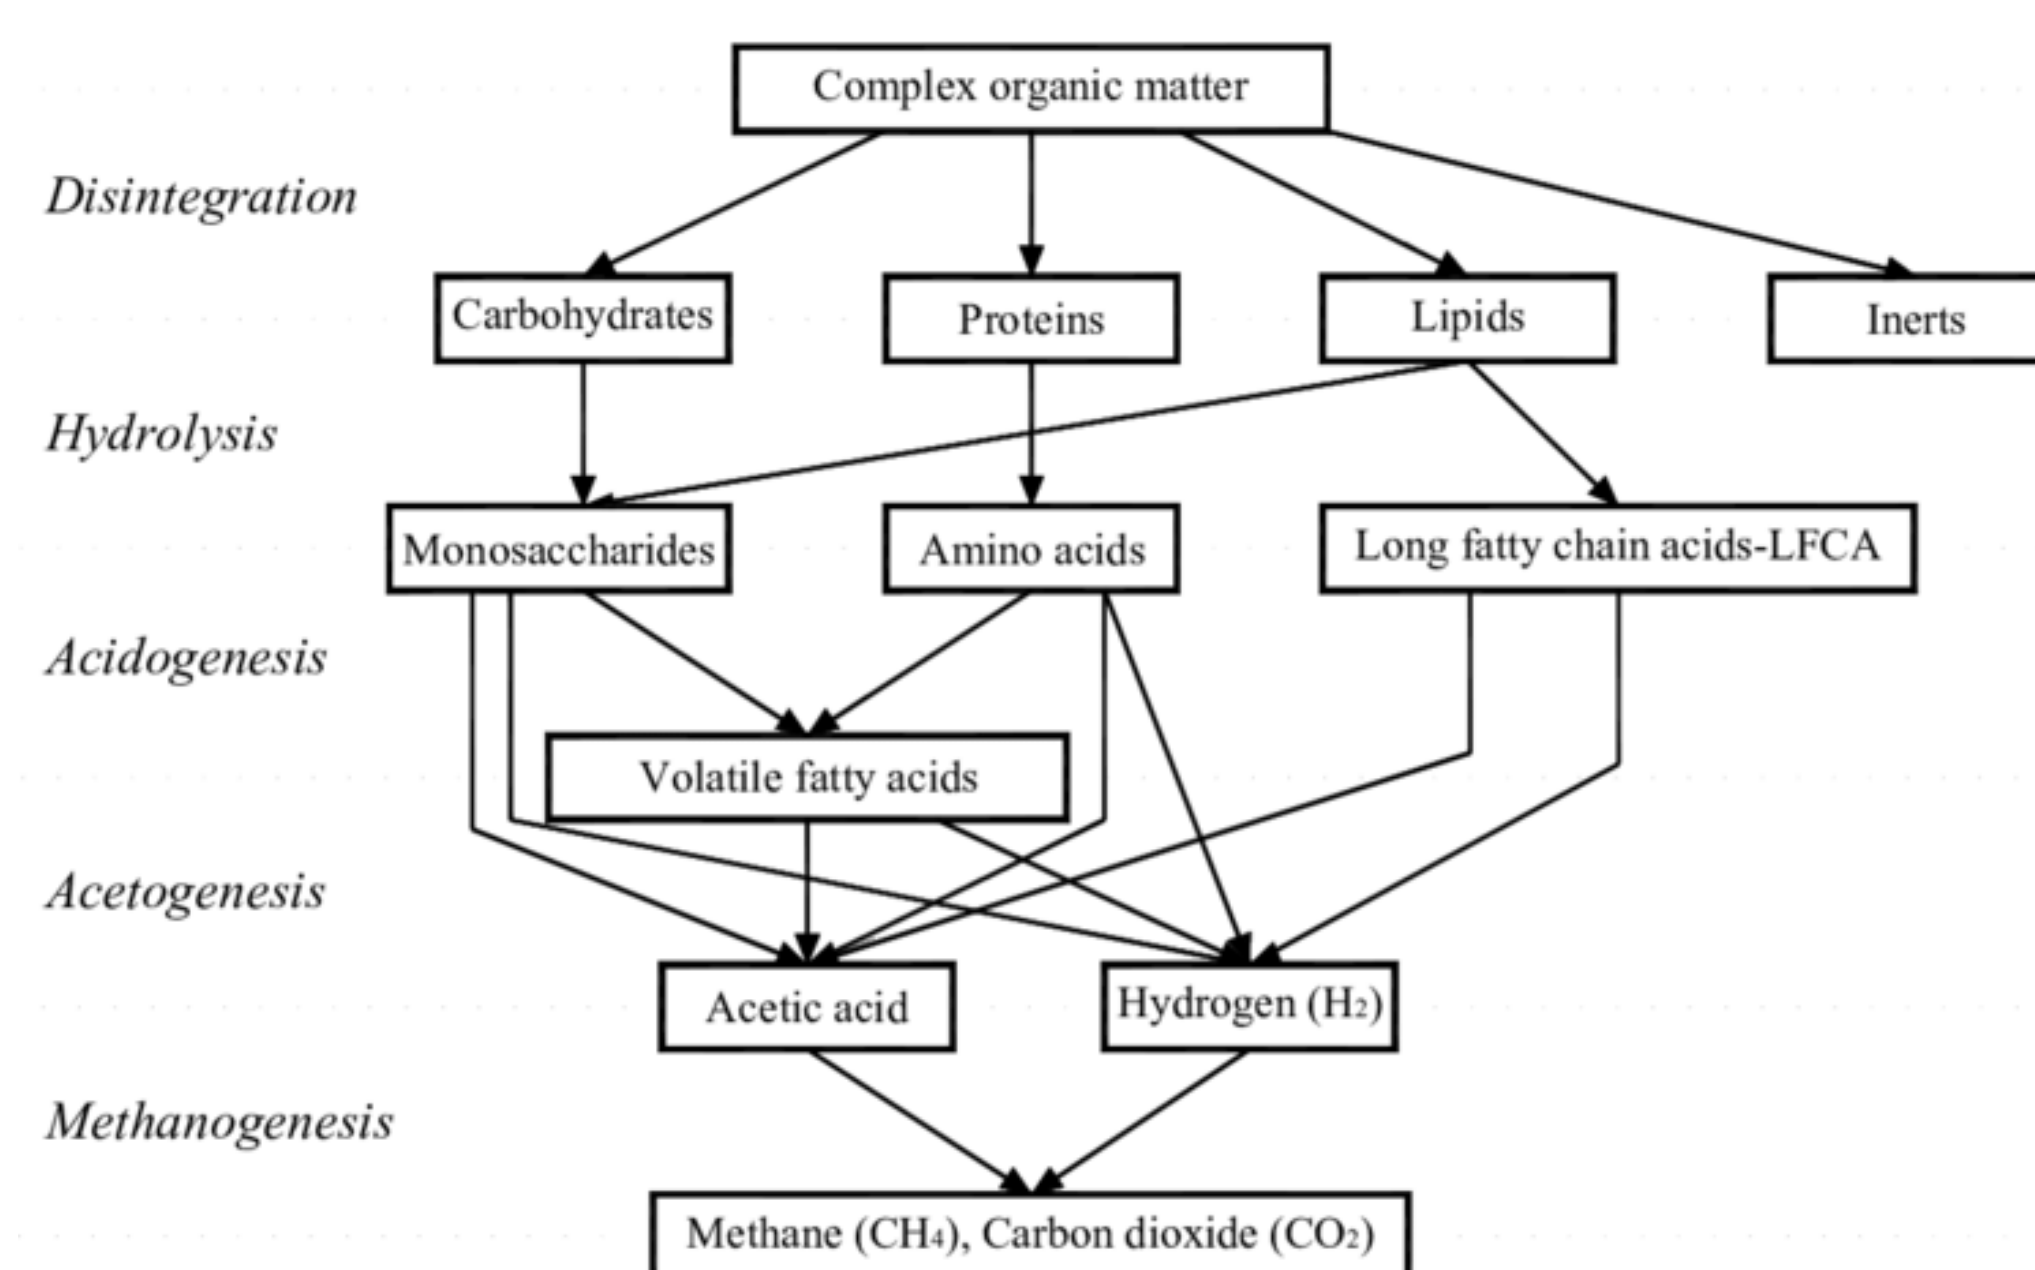 Complex organic matter
Disintegration
Carbohydrates
Proteins
Lipids
Inerts
Hydrolysis
Monosaccharides
Amino acids
Long fatty chain acids-LFCA
Acidogenesis
Volatile fatty acids
Acetogenesis
Acetic acid
Hydrogen (H₂)
Methanogenesis
Methane (CH₄), Carbon dioxide (CO₂)